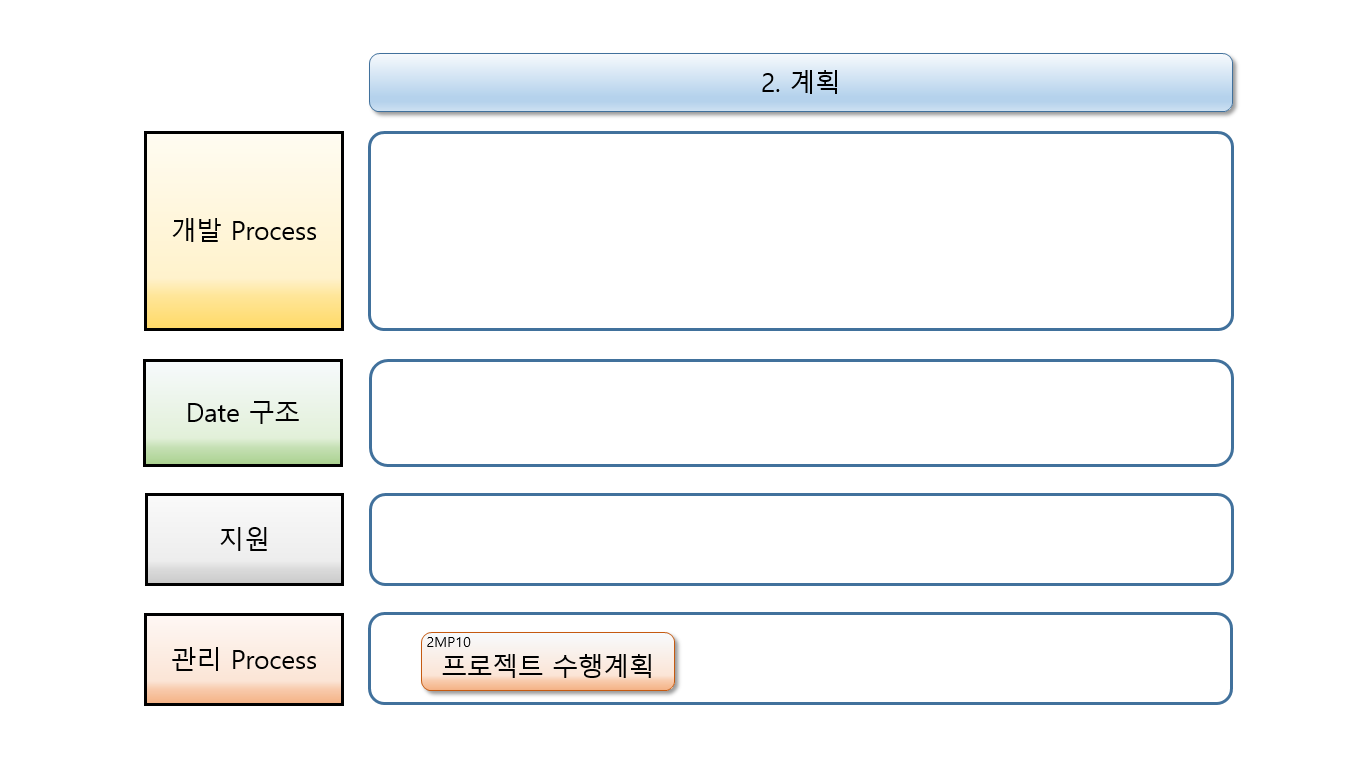 2. 계획
개발 Process
Date 구조
지원
관리 Process
2MP10
프로젝트 수행계획